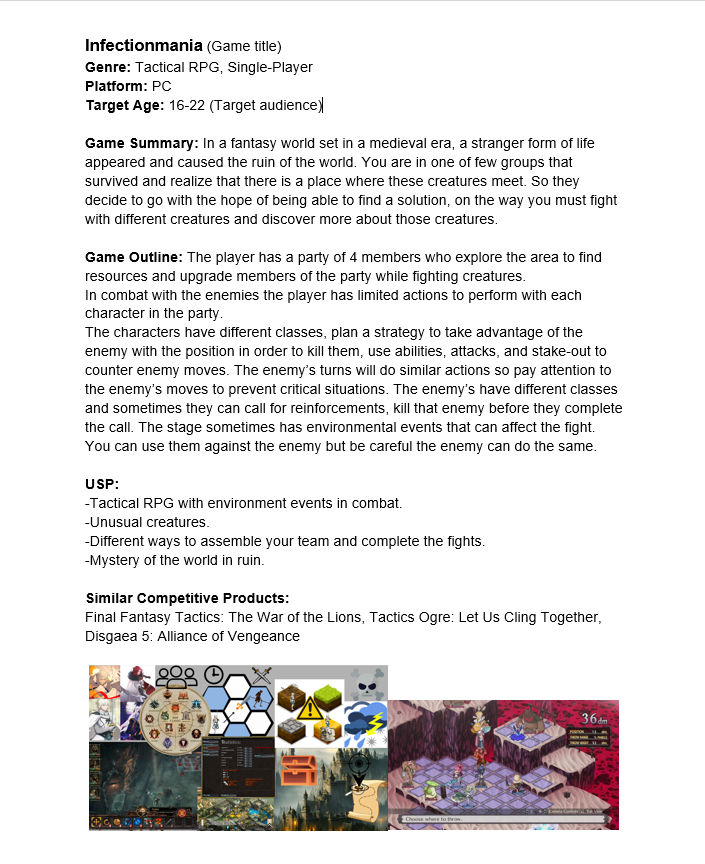 Infectionmania (Game title)
Genre: Tactical RPG, Single-Player
Platform: PC
Target Age: 16-22 (Target audience)
Game Summary: In a fantasy world set in a medieval era, a stranger form of life
appeared and caused the ruin of the world. You are in one of few groups that
survived and realize that there is a place where these creatures meet. So they
decide to go with the hope of being able to find a solution, on the way you must fight
with different creatures and discover more about those creatures.
Game Outline: The player has a party of 4 members who explore the area to find
resources and upgrade members of the party while fighting creatures.
In combat with the enemies the player has limited actions to perform with each
character in the party.
The characters have different classes, plan a strategy to take advantage of the
enemy with the position in order to kill them, use abilities, attacks, and stake-out to
counter enemy moves. The enemy's turns will do similar actions so pay attention to
the enemy's moves to prevent critical situations. The enemy's have different classes
and sometimes they can call for reinforcements, kill that enemy before they complete
the call. The stage sometimes has environmental events that can affect the fight.
You can use them against the enemy but be careful the enemy can do the same.
USP:
-Tactical RPG with environment events in combat.
-Unusual creatures.
-Different ways to assemble your team and complete the fights.
-Mystery of the world in ruin.
Similar Competitive Products:
Final Fantasy Tactics: The War of the Lions, Tactics Ogre: Let Us Cling Together,
Disgaea 5: Alliance of Vengeance
36dm
Statistics
Choose where to throw.